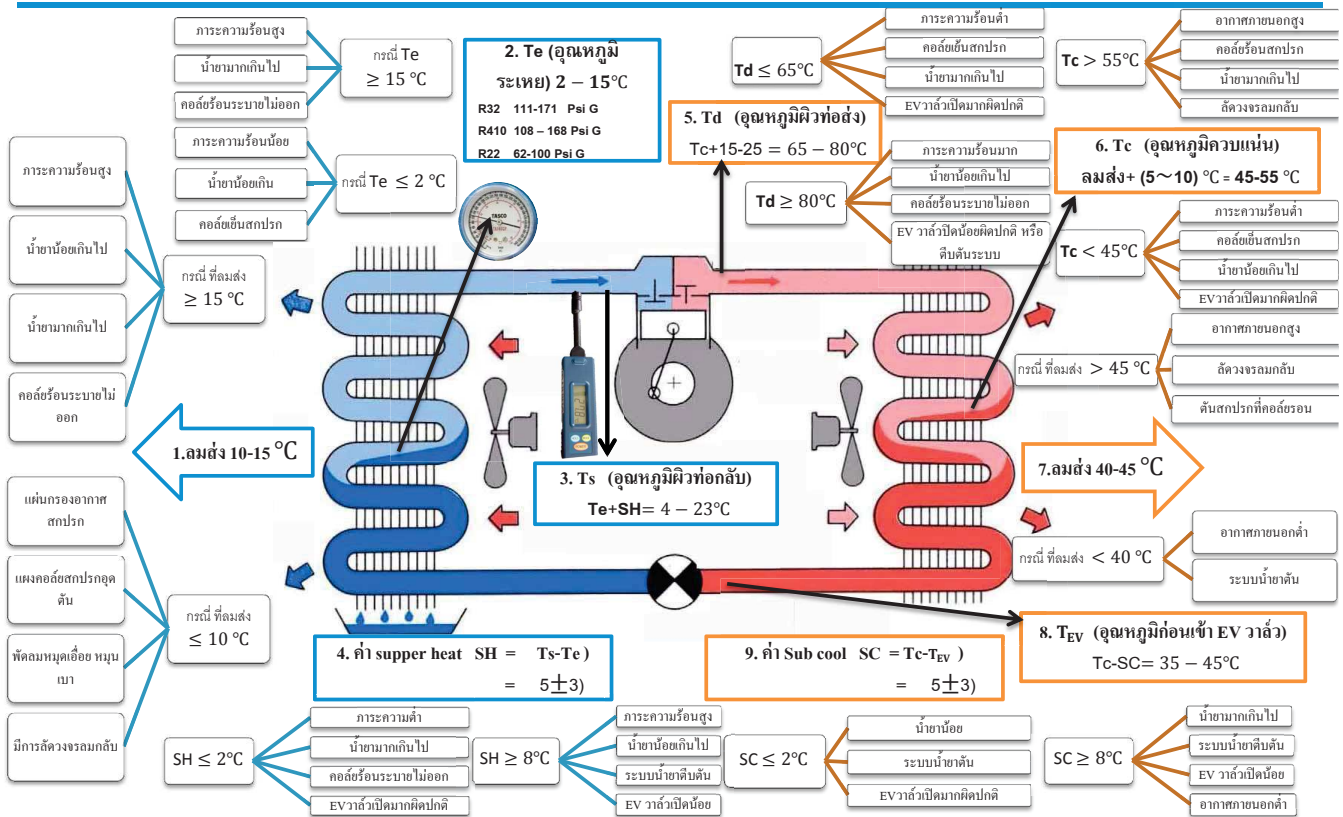 ภาระความร้อนสูง
น้ำยามากเกินไป
คอล์ยร้อนระบายไม่ออก
กรณี Te
≥ 15 °C
ภาระความร้อนน้อย
น้ำยาน้อยเกิน
คอล์ยเย็นสกปรก
กรณี Te ≤ 2 °C
2. Te (อุณหภูมิ
ระเหย) 2 – 15°C
R32 111-171 Psi G
R410 108 – 168 Psi G
R22 62-100 Psi G
ภาระความร้อนต่ำ
คอล์ยเย็นสกปรก
น้ำยามากเกินไป
EVวาล์วเปิดมากผิดปกติ
Td ≤ 65°C
5. Td (อุณหภูมิผิวท่อส่ง)
Tc+15-25 = 65 – 80°C
ภาระความร้อนมาก
น้ำยาน้อยเกินไป
คอล์ยร้อนระบายไม่ออก
EV วาล์วปิดน้อยผิดปกติ หรือ
ตีบตันระบบ
Td ≥ 80°C
อากาศภายนอกสูง
คอล์ยร้อนสกปรก
น้ำยามากเกินไป
ลัดวงจรลมกลับ
Tc > 55°C
6. Tc (อุณหภูมิควบแน่น)
ลมส่ง+ (5～10) °C = 45-55 °C
ภาระความร้อนต่ำ
คอล์ยเย็นสกปรก
น้ำยาน้อยเกินไป
EVวาล์วเปิดมากผิดปกติ
Tc < 45°C
ภาระความร้อนสูง
น้ำยาน้อยเกินไป
น้ำยามากเกินไป
คอล์ยร้อนระบายไม่
ออก
กรณี ที่ลมส่ง
≥ 15 °C
TASCO
อากาศภายนอกสูง
ลัดวงจรลมกลับ
ตันสกปรกที่คอล์ยรอน
กรณี ที่ลมส่ง > 45 °C
1.ลมส่ง 10-15 °C
3. Ts (อุณหภูมิผิวท่อกลับ)
Te+SH= 4 – 23°C
7.ลมส่ง 40-45 °C
แผ่นกรองอากาศ
สกปรก
แผงคอล์ยสกปรกอุด
ตัน
พัดลมหมุดเอื่อย หมุน
เบา
มีการลัดวงจรลมกลับ
กรณี ที่ลมส่ง
≤ 10 °C
อากาศภายนอกต่ำ
ระบบน้ำยาตัน
กรณี ที่ลมส่ง < 40 °C
8. TEV (อุณหภูมิก่อนเข้า EV วาล์ว)
Tc-SC= 35 – 45°C
4. ค่า supper heat SH = Ts-Te )
= 5±3)
9. ค่า Sub cool SC = Tc-TEV )
= 5±3)
SH ≤ 2°C
ภาระความต่ำ
น้ำยามากเกินไป
คอล์ยร้อนระบายไม่ออก
EVวาล์วเปิดมากผิดปกติ
SH ≥ 8°C
ภาระความร้อนสูง
น้ำยาน้อยเกินไป
ระบบน้ำยาตีบตัน
EV วาล์วเปิดน้อย
SC ≤ 2°C
น้ำยาน้อย
ระบบน้ำยาตัน
EVวาล์วเปิดมากผิดปกติ
SC ≥ 8°C
น้ำยามากเกินไป
ระบบน้ำยาตีบตัน
EV วาล์วเปิดน้อย
อากาศภายนอกต่ำ